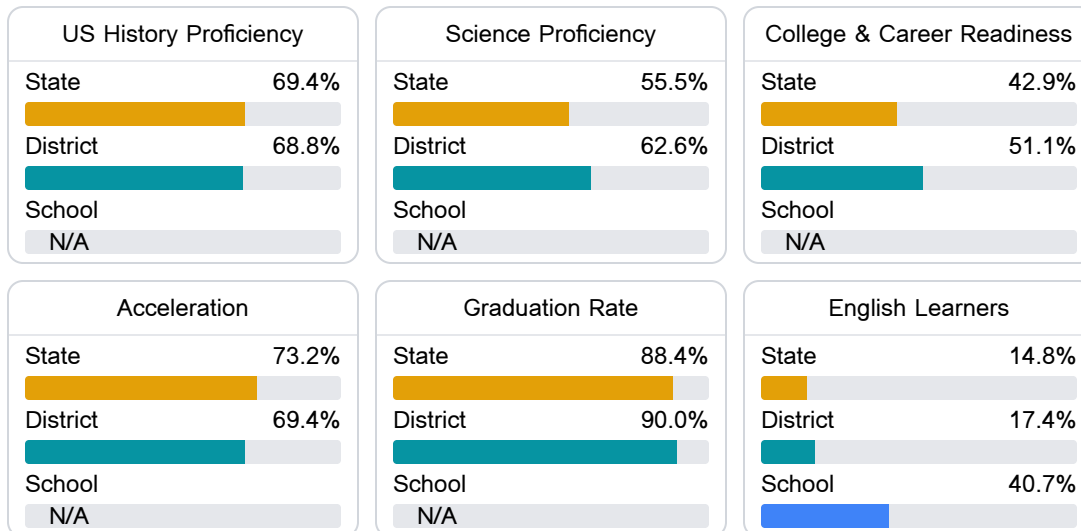 US History Proficiency
State 69.4%
District 68.8%
School
N/A
Science Proficiency
State 55.5%
District 62.6%
School
N/A
College & Career Readiness
State 42.9%
District 51.1%
School
N/A
Acceleration
State 73.2%
District 69.4%
School
N/A
Graduation Rate
State 88.4%
District 90.0%
School
N/A
English Learners
State 14.8%
District 17.4%
School 40.7%